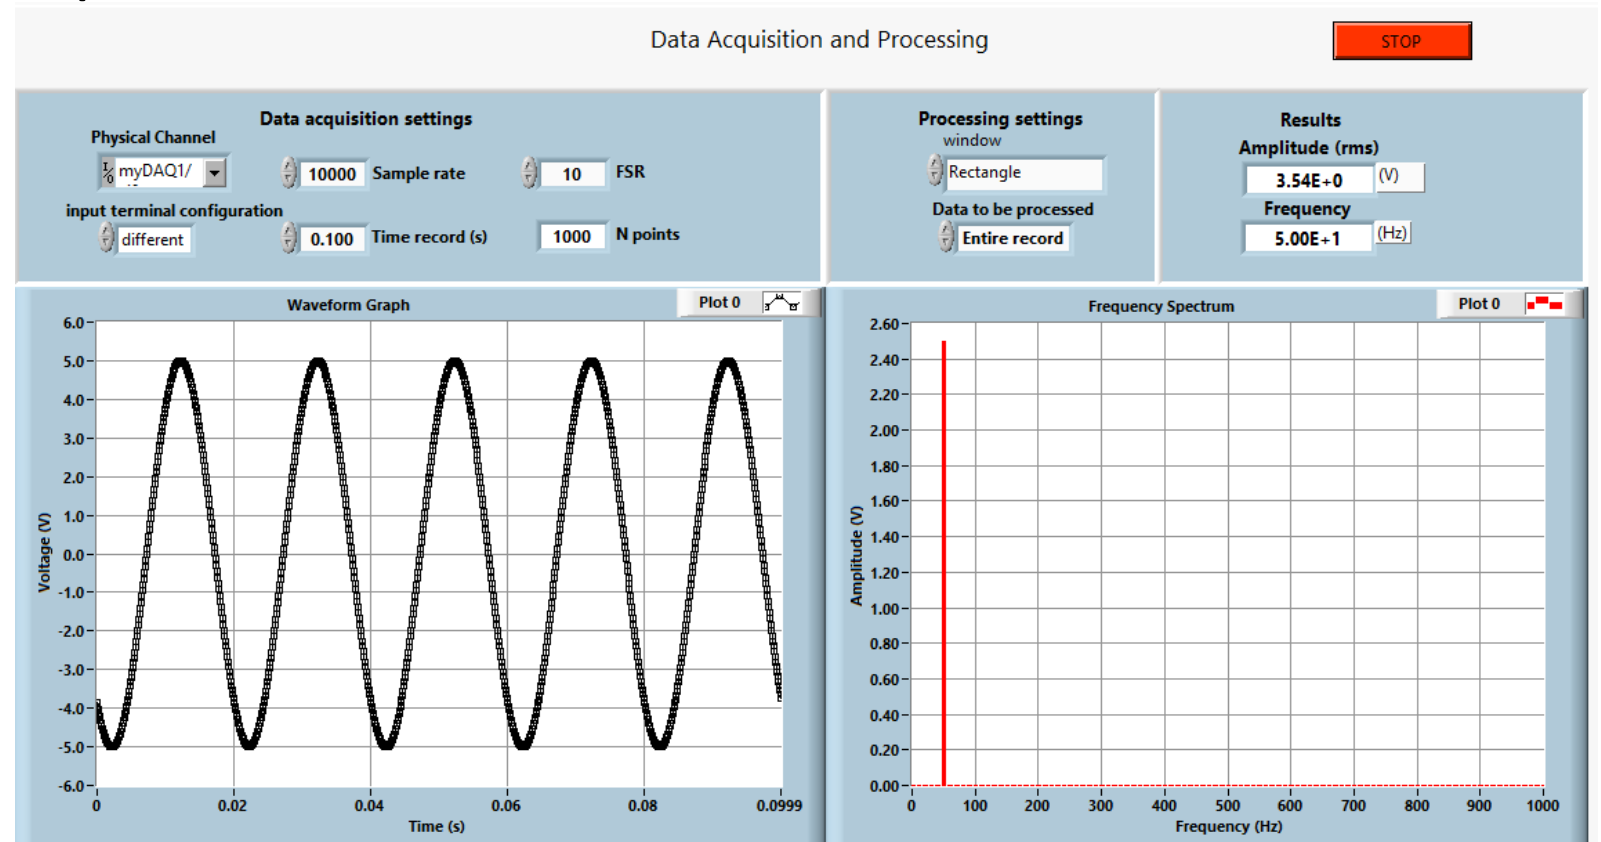 Data Acquisition and Processing
STOP
Data acquisition settings
Physical Channel
myDAQ1/
10000 Sample rate
10 FSR
input terminal configuration
different
0.100 Time record (s)
1000 N points
Processing settings
window
Rectangle
Data to be processed
Entire record
Results
Amplitude (rms)
3.54E+0 (V)
Frequency
5.00E+1 (Hz)
Waveform Graph
Plot 0
6.0
5.0
4.0
3.0
2.0
1.0
0.0
-1.0
-2.0
-3.0
-4.0
-5.0
-6.0
Voltage (V)
0 0.02 0.04 0.06 0.08 0.0999
Time (s)
Frequency Spectrum
Plot 0
2.60
2.40
2.20
2.00
1.80
1.60
1.40
1.20
1.00
0.80
0.60
0.40
0.20
0.00
Amplitude (V)
0 100 200 300 400 500 600 700 800 900 1000
Frequency (Hz)